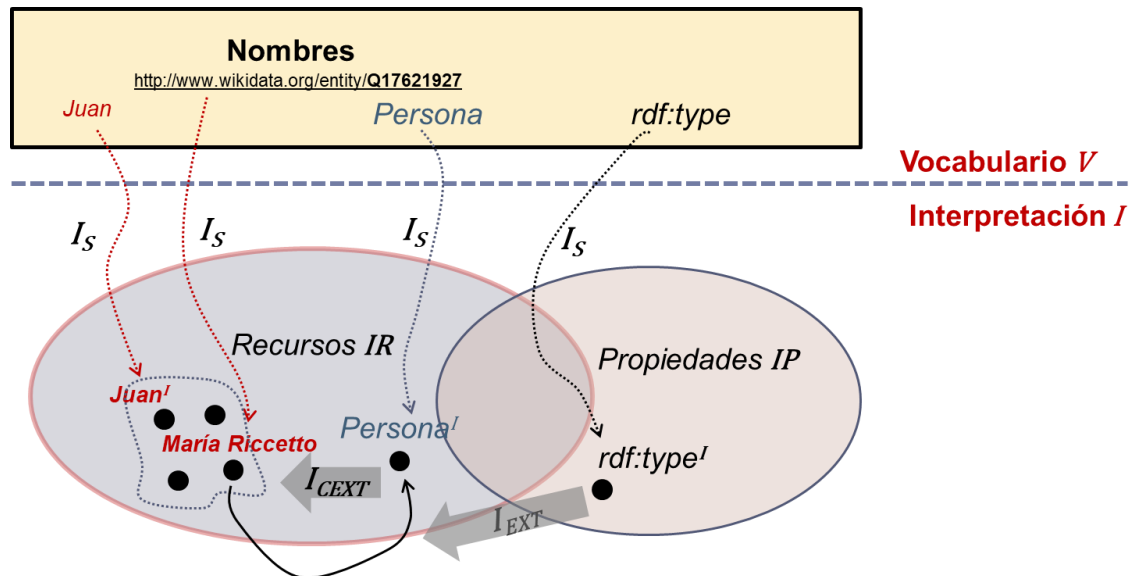 Nombres
http://www.wikidata.org/entity/Q17621927
Juan Persona rdf:type
Vocabulario V
Interpretación I
I_S I_S I_S I_S
Recursos IR Propiedades IP
Juan^I
María Riccetto Persona^I
rdf:type^I
I_CEXT
I_EXT